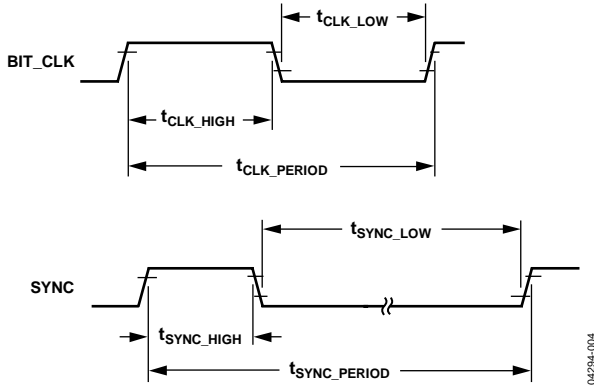 tCLK_LOW
BIT_CLK
tCLK_HIGH
tCLK_PERIOD
tSYNC_LOW
SYNC
tSYNC_HIGH
tSYNC_PERIOD
04294-004